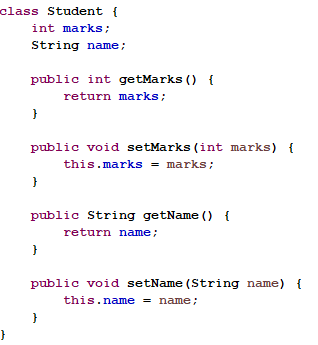 class Student {
    int marks;
    String name;

    public int getMarks() {
        return marks;
    }

    public void setMarks(int marks) {
        this.marks = marks;
    }

    public String getName() {
        return name;
    }

    public void setName(String name) {
        this.name = name;
    }
}